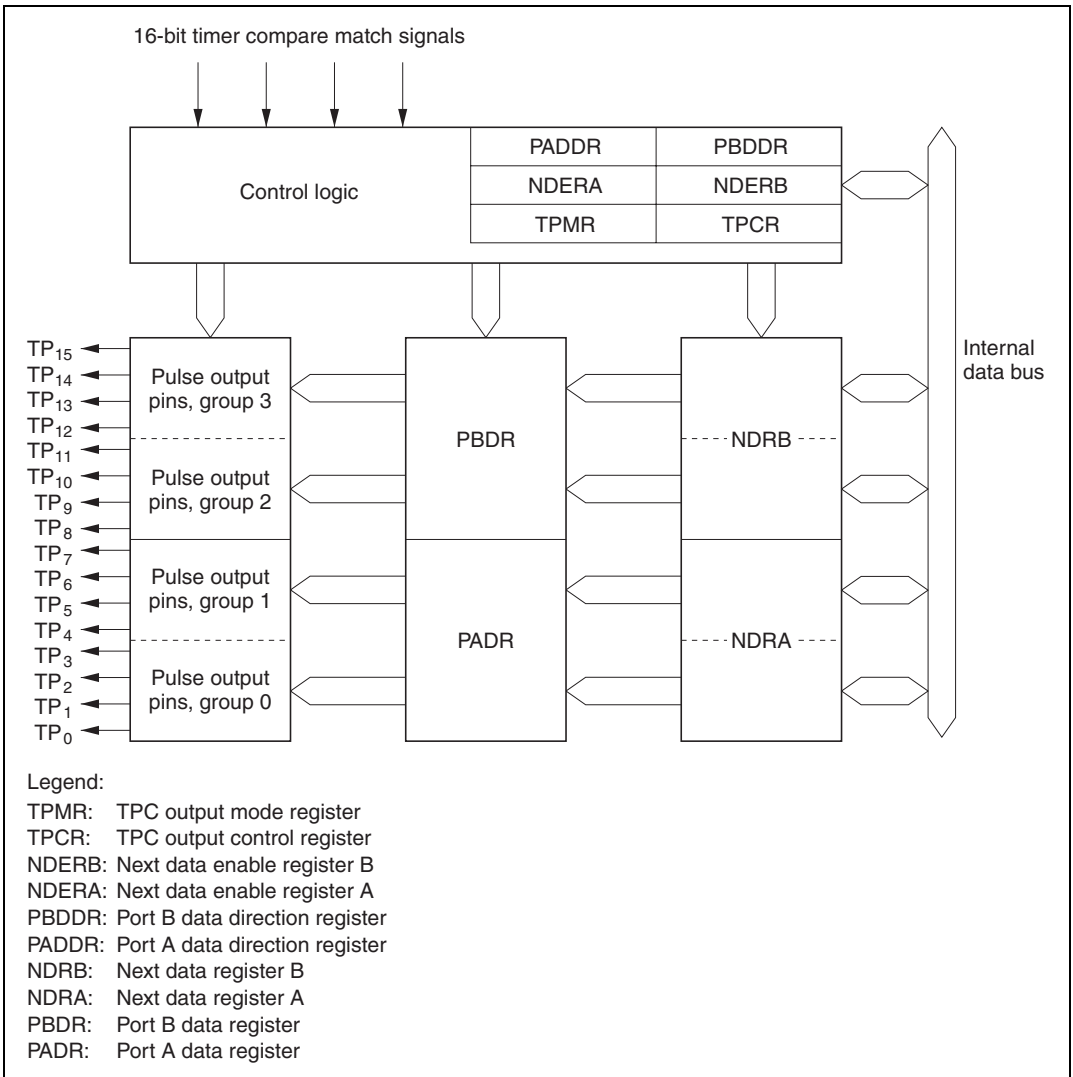 16-bit timer compare match signals
Control logic
PADDR PBDDR
NDERA NDERB
TPMR TPCR
Internal
data bus
TP15
TP14
TP13
TP12
TP11
TP10
TP9
TP8
TP7
TP6
TP5
TP4
TP3
TP2
TP1
TP0
Pulse output
pins, group 3
Pulse output
pins, group 2
Pulse output
pins, group 1
Pulse output
pins, group 0
PBDR
PADR
NDRB
NDRA
Legend:
TPMR: TPC output mode register
TPCR: TPC output control register
NDERB: Next data enable register B
NDERA: Next data enable register A
PBDDR: Port B data direction register
PADDR: Port A data direction register
NDRB: Next data register B
NDRA: Next data register A
PBDR: Port B data register
PADR: Port A data register